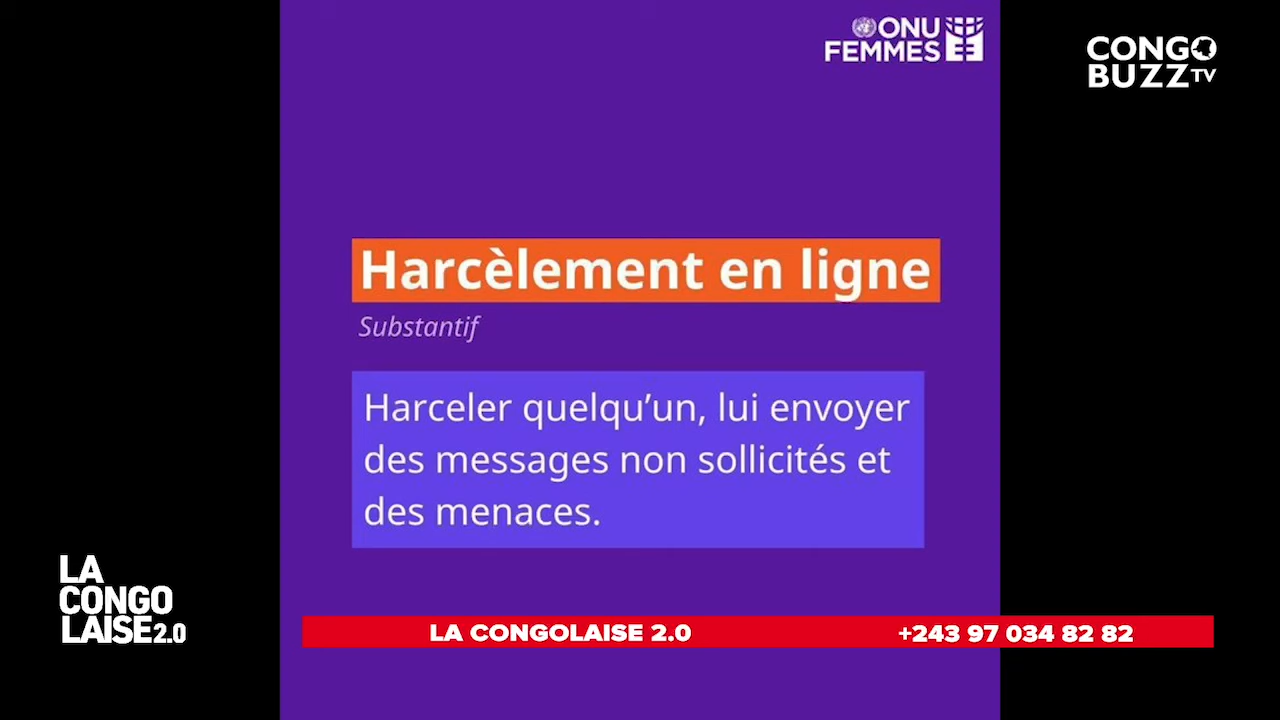 ONU
FEMMES
CONGO
BUZZ TV
Harcèlement en ligne
Substantif
Harceler quelqu’un, lui envoyer
des messages non sollicités et
des menaces.
LA
CONGO
LAISE 2.0
LA CONGOLAISE 2.0
+243 97 034 82 82